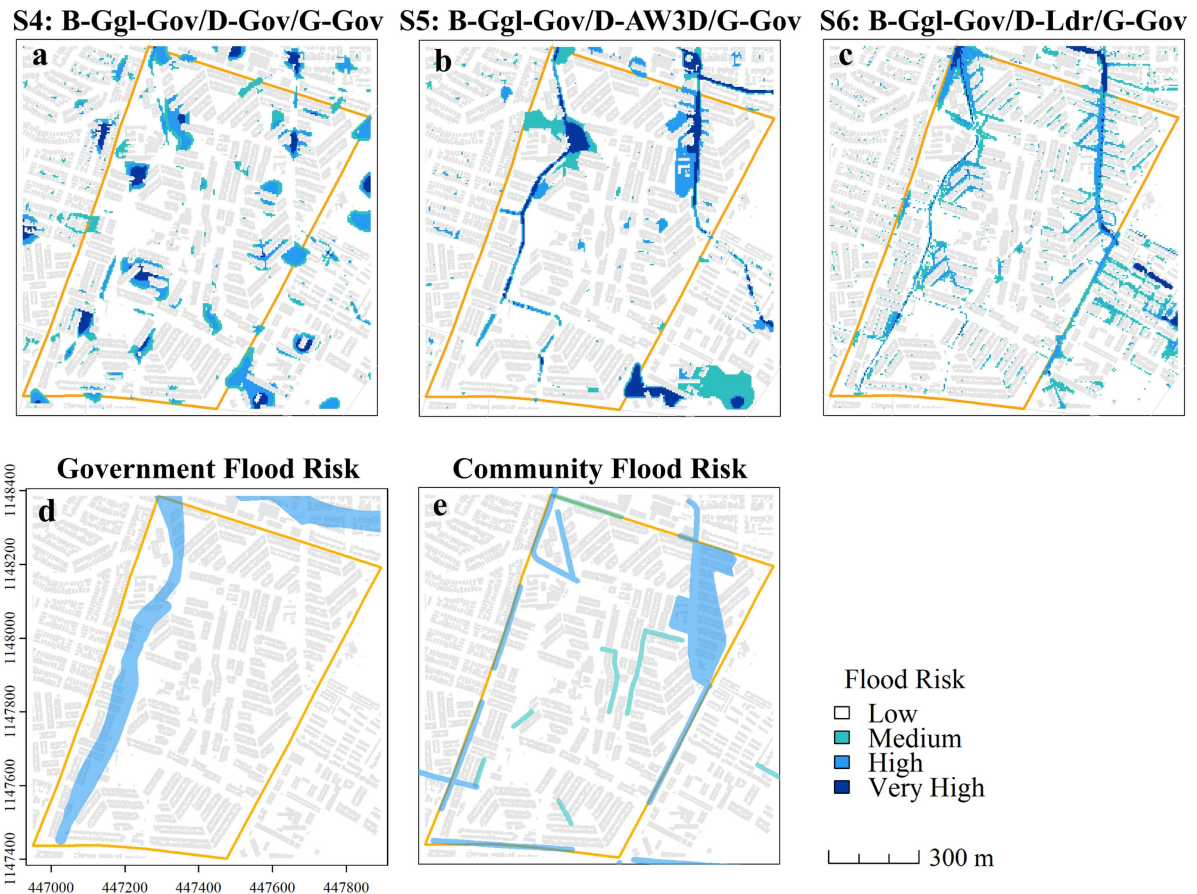 S4: B-Ggl-Gov/D-Gov/G-Gov
S5: B-Ggl-Gov/D-AW3D/G-Gov
S6: B-Ggl-Gov/D-Ldr/G-Gov
a
b
c
Government Flood Risk
Community Flood Risk
d
e
1148400
1148200
1148000
1147800
1147600
1147400
447000
447200
447400
447600
447800
Flood Risk
Low
Medium
High
Very High
300 m